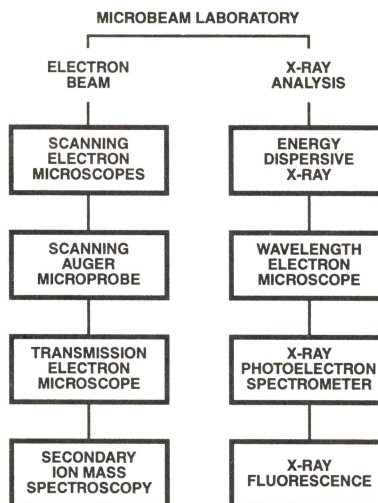 MICROBEAM LABORATORY
ELECTRON
BEAM
SCANNING
ELECTRON
MICROSCOPES
SCANNING
AUGER
MICROPROBE
TRANSMISSION
ELECTRON
MICROSCOPE
SECONDARY
ION MASS
SPECTROSCOPY
X-RAY
ANALYSIS
ENERGY
DISPERSIVE
X-RAY
WAVELENGTH
ELECTRON
MICROSCOPE
X-RAY
PHOTOELECTRON
SPECTROMETER
X-RAY
FLUORESCENCE